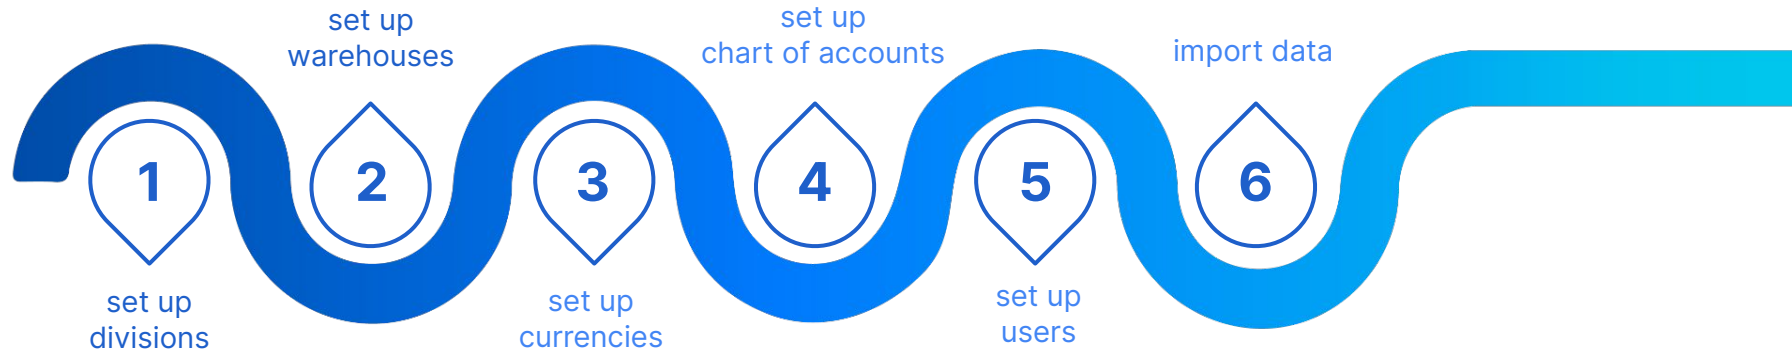 1
set up
divisions
set up
warehouses
2
3
set up
currencies
set up
chart of accounts
4
5
set up
users
import data
6